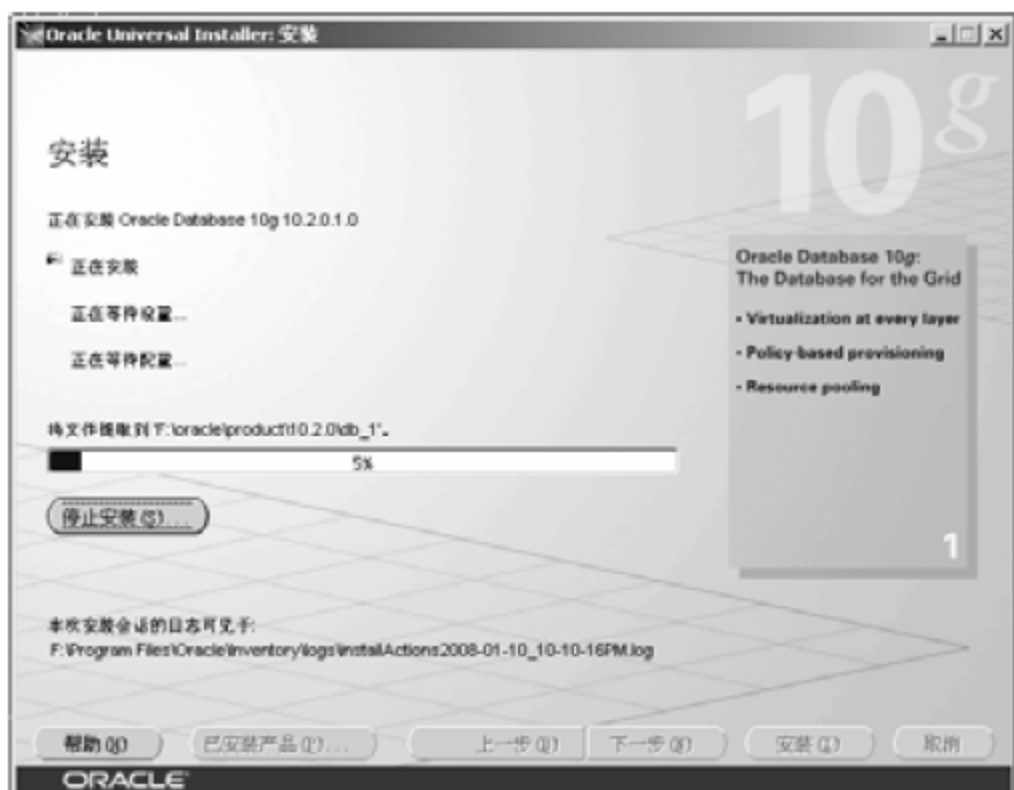 Oracle Universal Installer: 安装
10g
安装
正在安装 Oracle Database 10g 10.2.0.1.0
正在安装
正在等待设置...
正在等待配置...
将文件提取到 'F:\oracle\product\10.2.0\db_1'。
5%
停止安装(S)...
Oracle Database 10g:
The Database for the Grid
- Virtualization at every layer
- Policy-based provisioning
- Resource pooling
1
本次安装会话的日志可见于:
F:\Program Files\Oracle\Inventory\logs\installActions2008-01-10_10-10-16PM.log
帮助(H) 已安装产品(P)... 上一步(B) 下一步(N) 安装(I) 取消
ORACLE